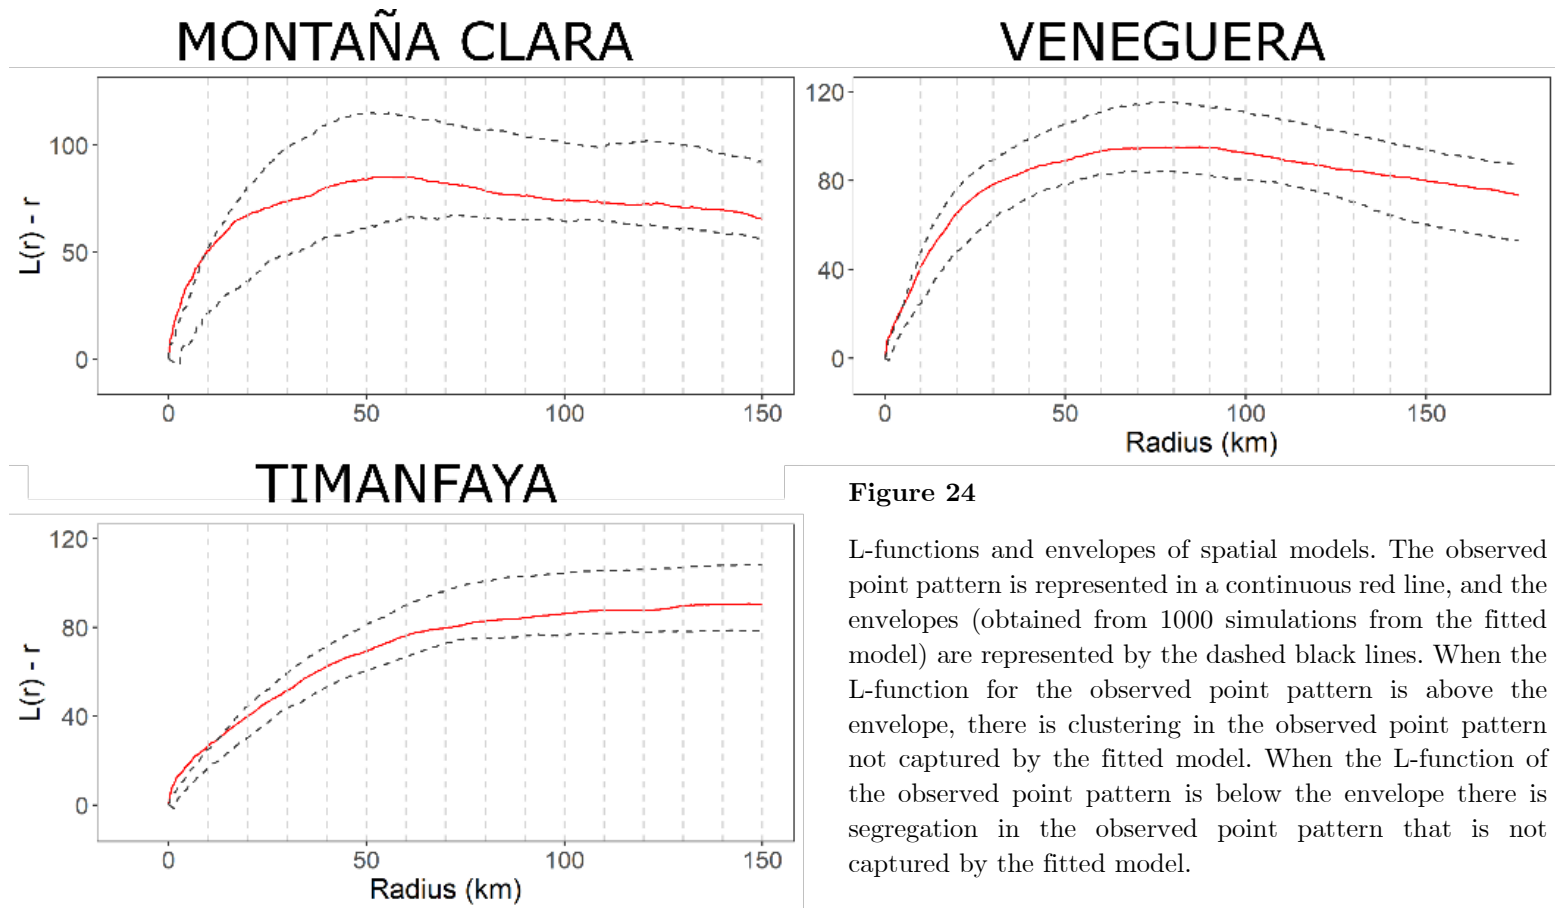 MONTAÑA CLARA
L(r) - r
100
50
0
0 50 100 150
VENEGUERA
120
80
40
0
0 50 100 150
Radius (km)
TIMANFAYA
L(r) - r
120
80
40
0
0 50 100 150
Radius (km)
Figure 24
L-functions and envelopes of spatial models. The observed
point pattern is represented in a continuous red line, and the
envelopes (obtained from 1000 simulations from the fitted
model) are represented by the dashed black lines. When the
L-function for the observed point pattern is above the
envelope, there is clustering in the observed point pattern
not captured by the fitted model. When the L-function of
the observed point pattern is below the envelope there is
segregation in the observed point pattern that is not
captured by the fitted model.